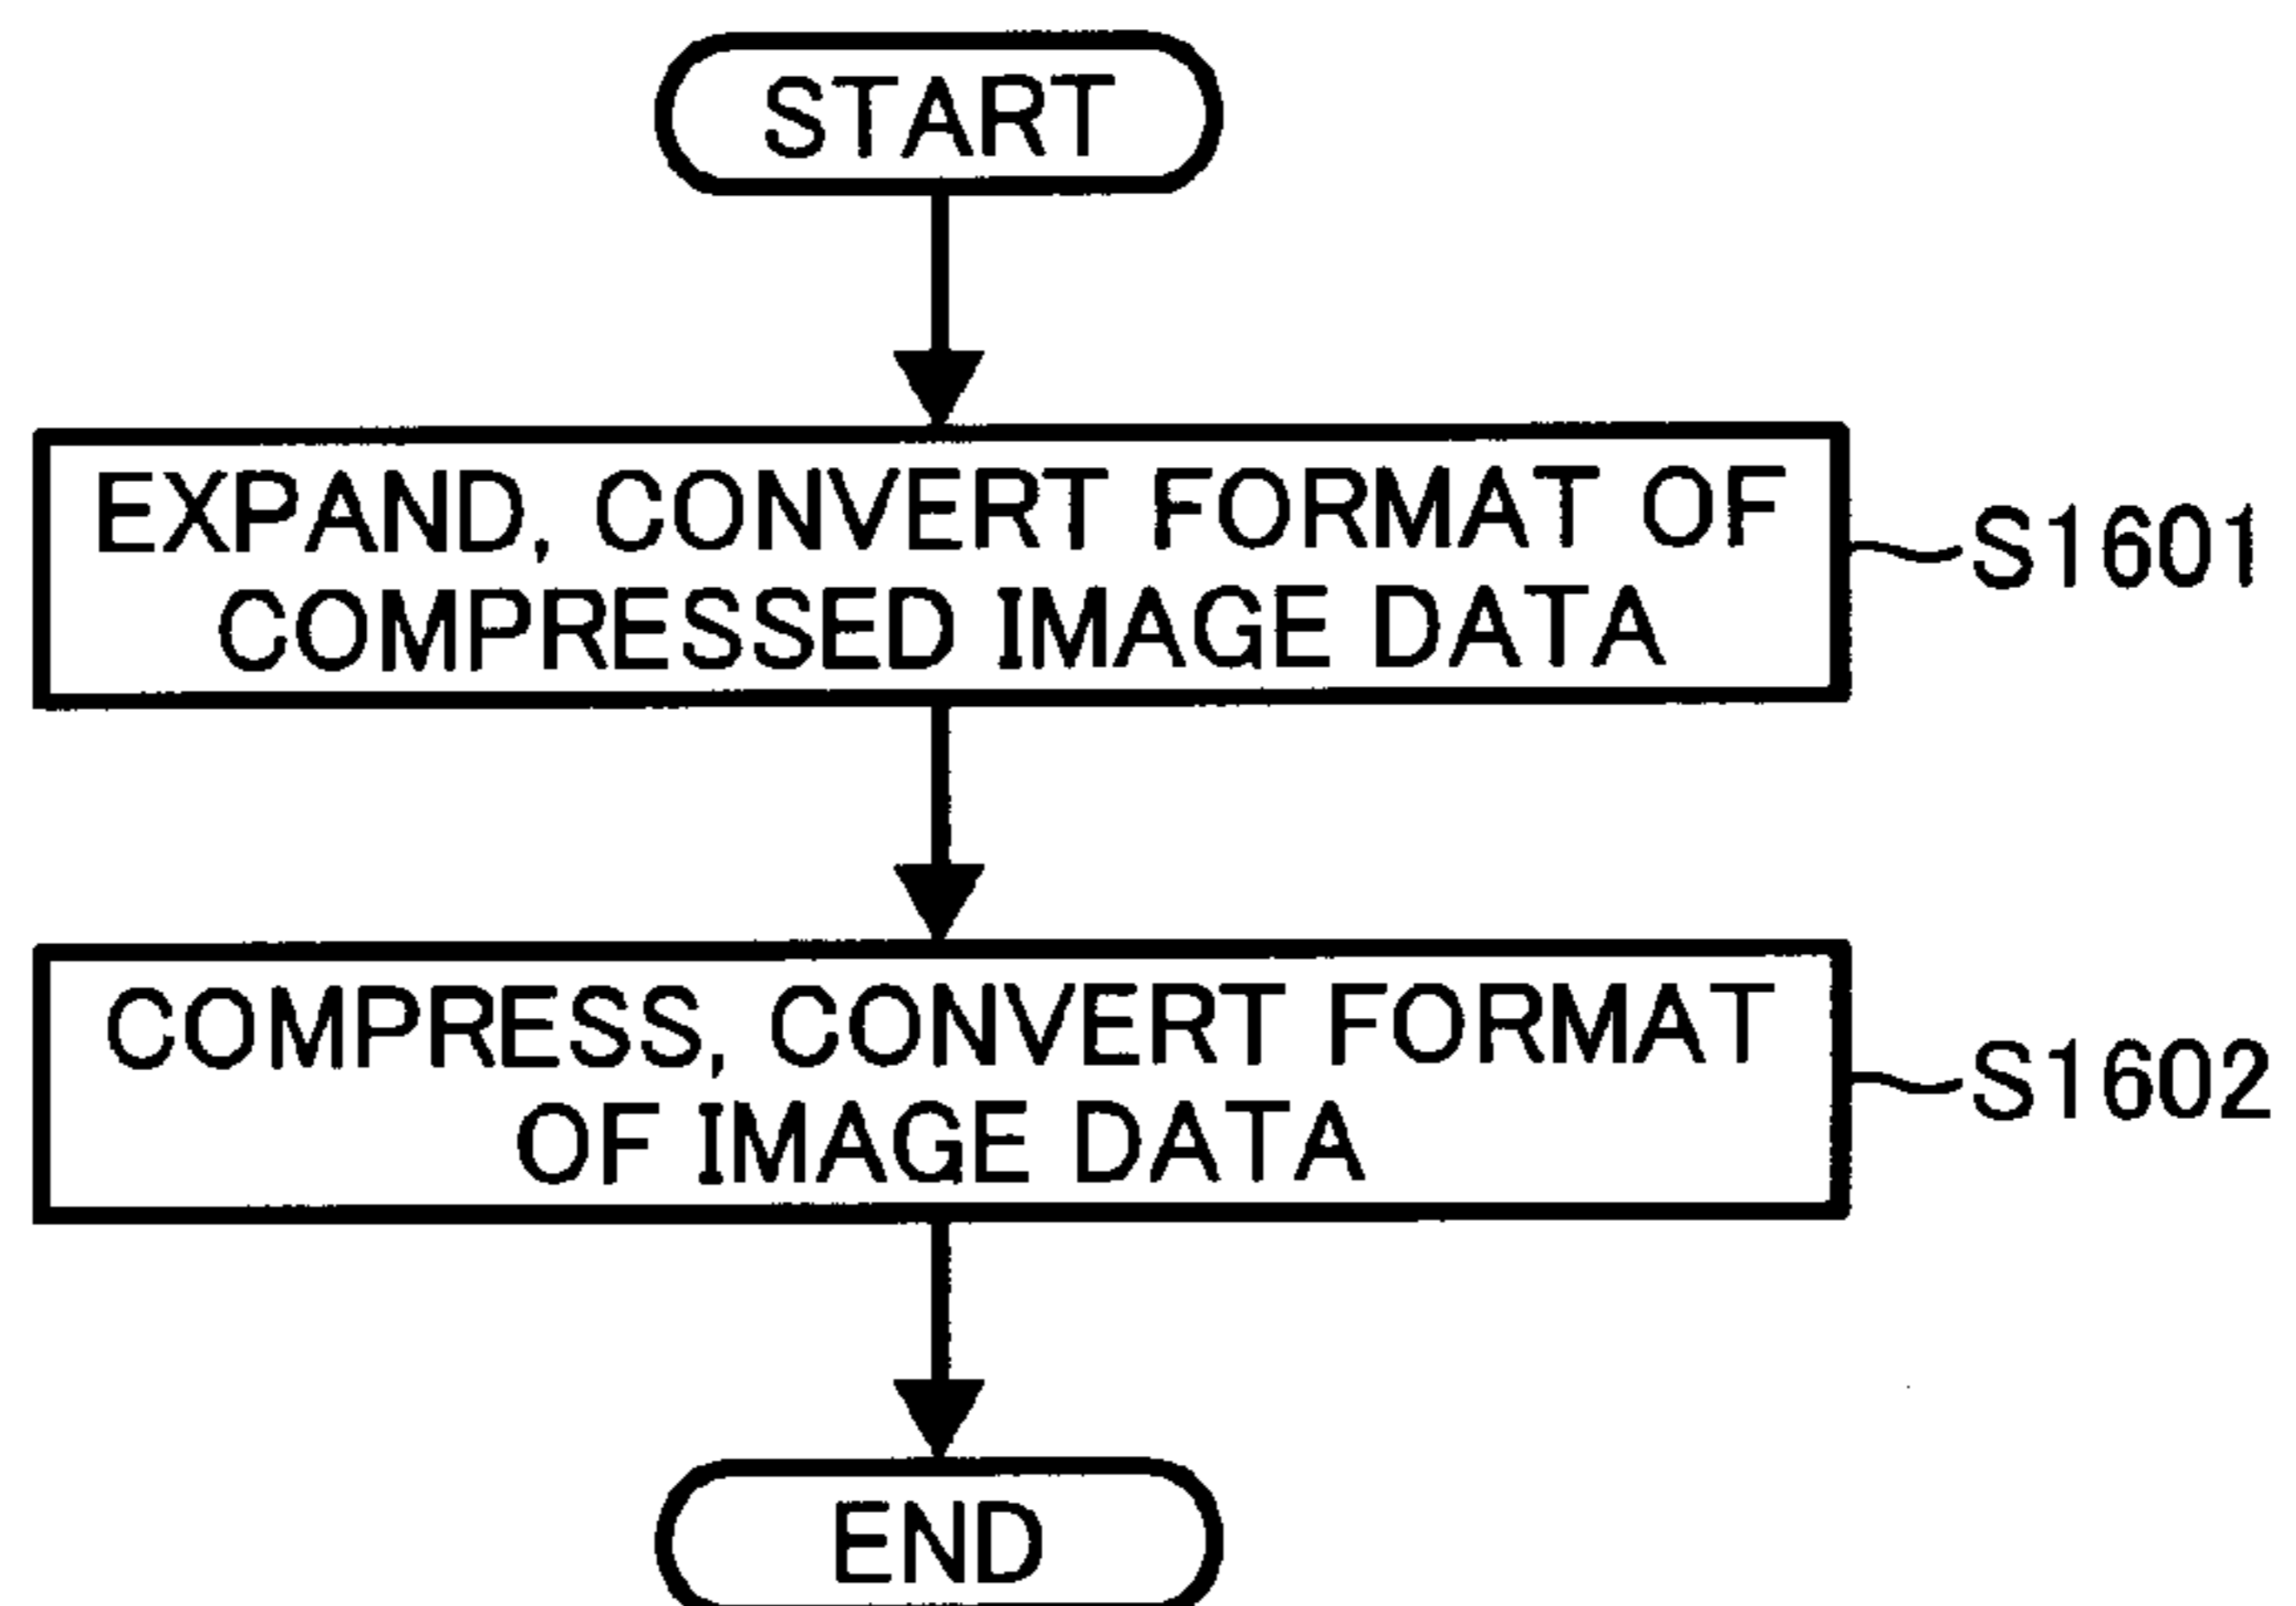 START
EXPAND, CONVERT FORMAT OF
COMPRESSED IMAGE DATA
S1601
COMPRESS, CONVERT FORMAT
OF IMAGE DATA
S1602
END